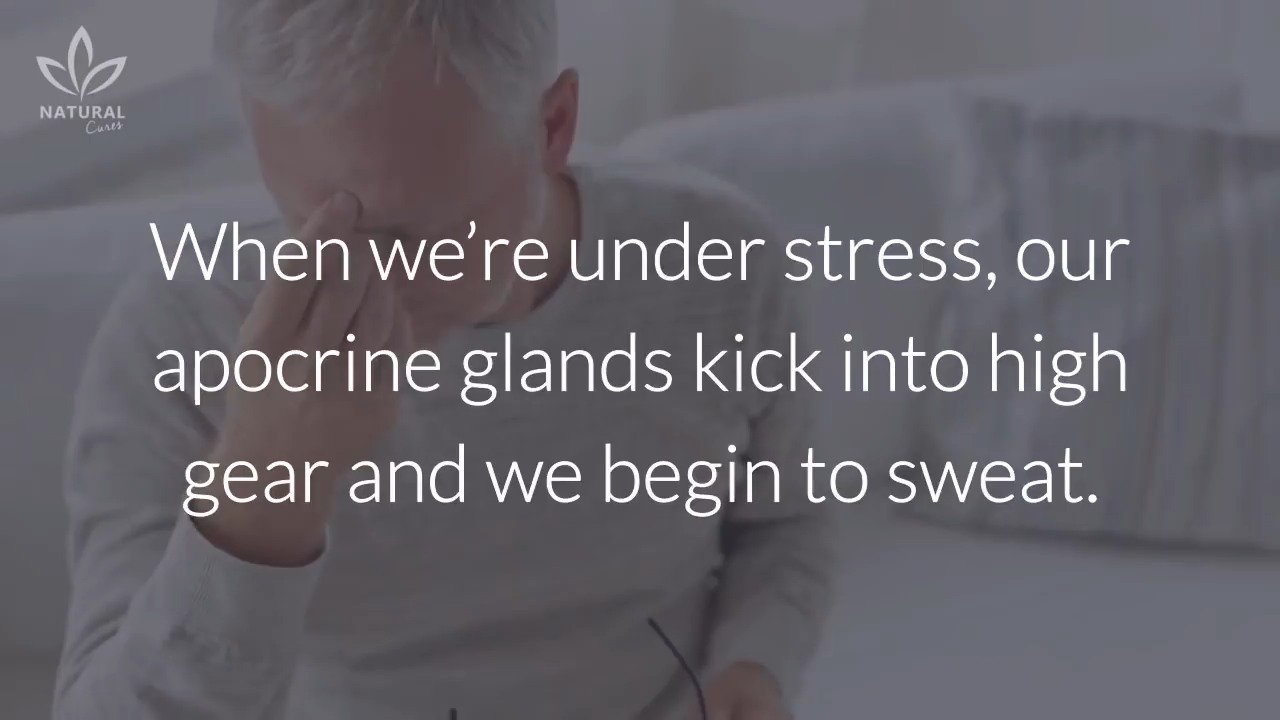 NATURAL
Cures
When we’re under stress, our
apocrine glands kick into high
gear and we begin to sweat.